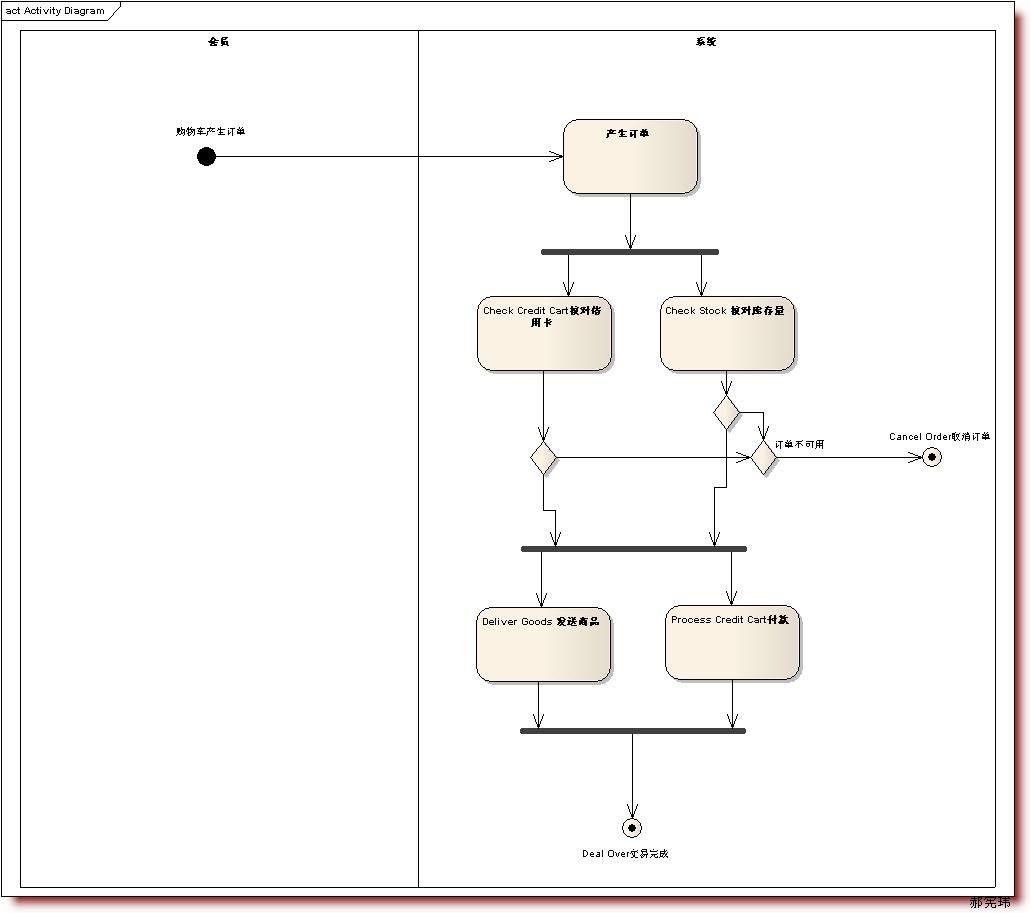 act Activity Diagram
会员
系统
购物车产生订单
产生订单
Check Credit Cart核对信
用卡
Check Stock 核对库存量
订单不可用
Cancel Order取消订单
Deliver Goods 发送商品
Process Credit Cart付款
Deal Over交易完成
郝宪玮